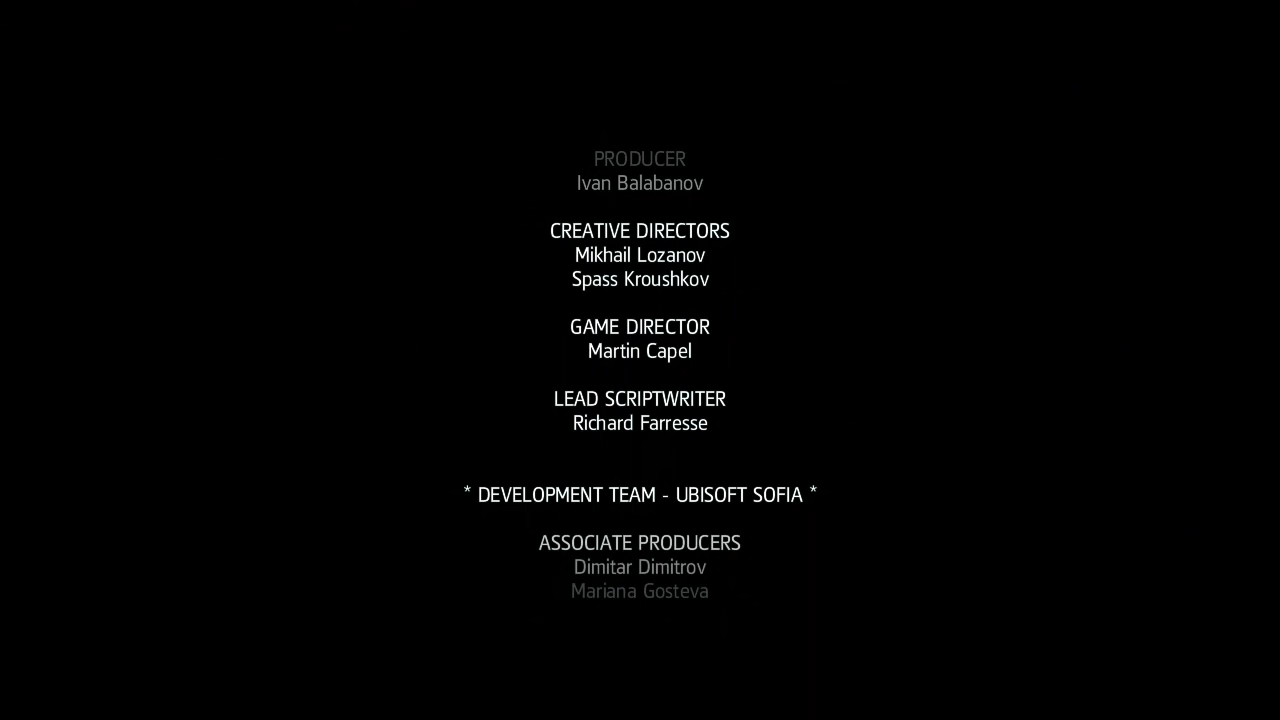 PRODUCER
Ivan Balabanov
CREATIVE DIRECTORS
Mikhail Lozanov
Spass Kroushkov
GAME DIRECTOR
Martin Capel
LEAD SCRIPTWRITER
Richard Farresse
* DEVELOPMENT TEAM - UBISOFT SOFIA *
ASSOCIATE PRODUCERS
Dimitar Dimitrov
Mariana Gosteva